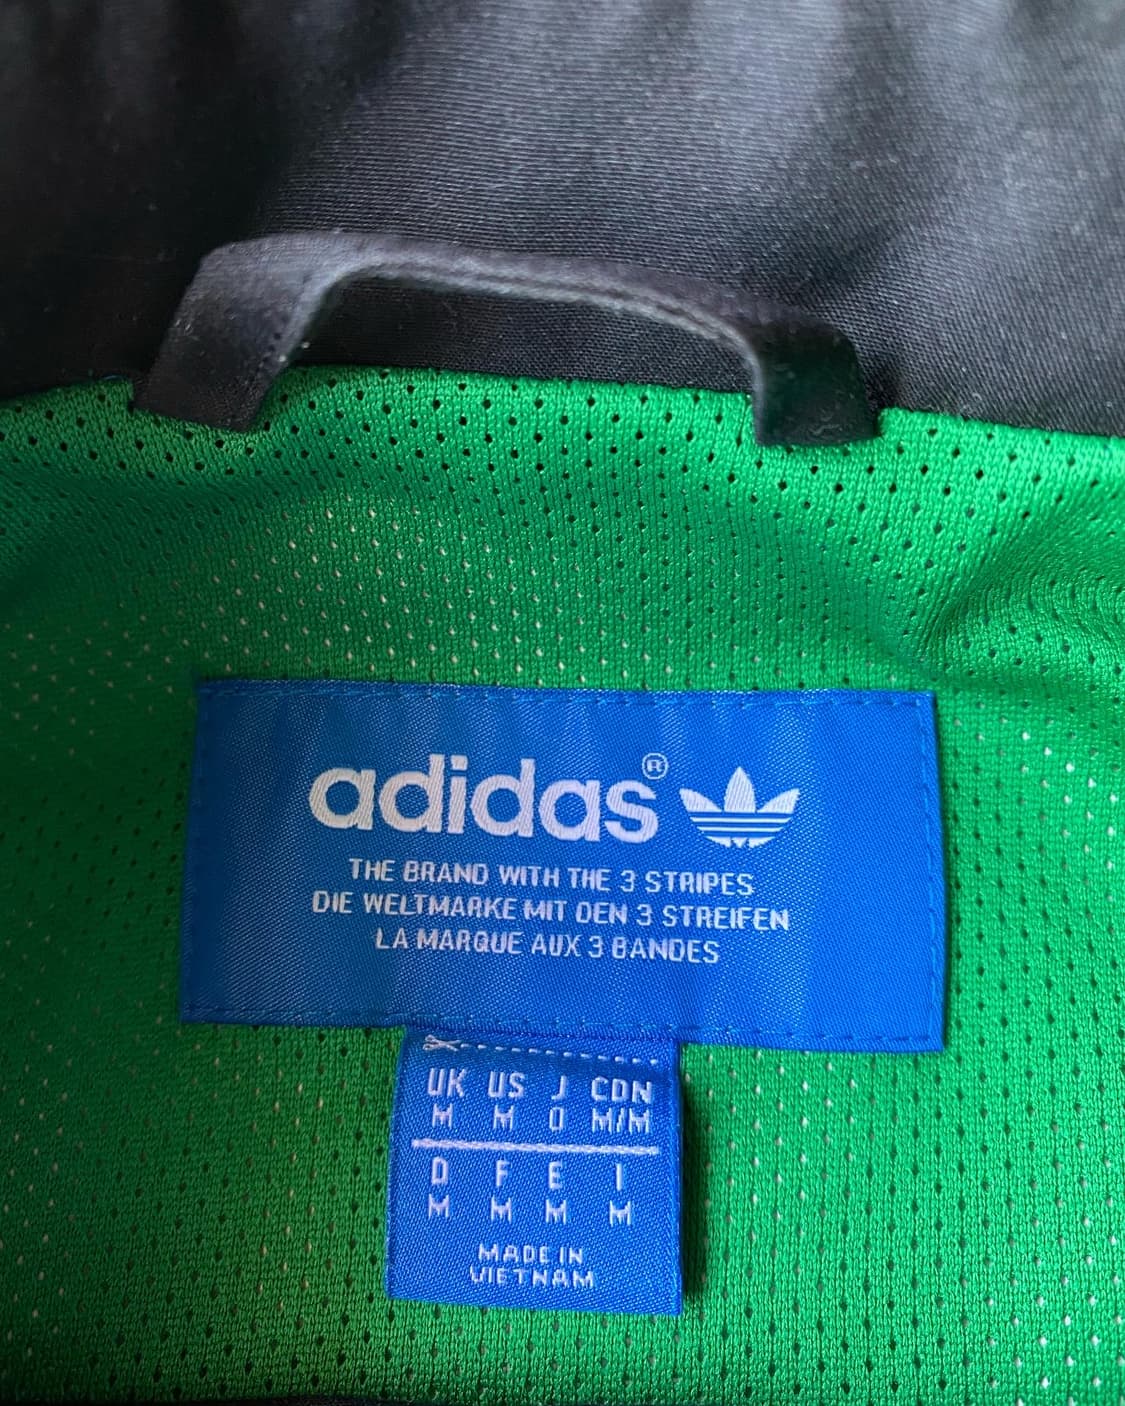 adidas®
THE BRAND WITH THE 3 STRIPES
DIE WELTMARKE MIT DEN 3 STREIFEN
LA MARQUE AUX 3 BANDES
UK US J CDN
M M O M/M
D F E I
M M M M
MADE IN
VIETNAM